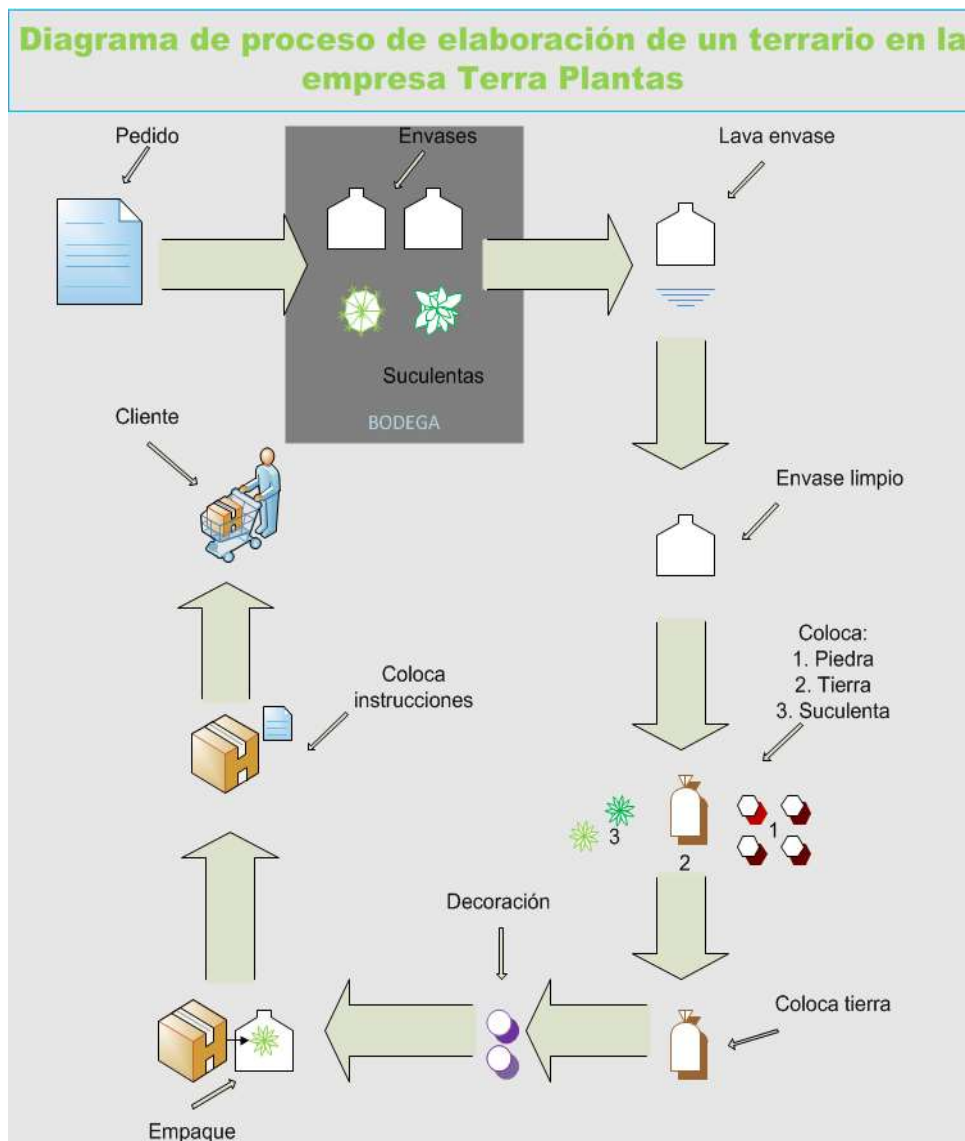 Diagrama de proceso de elaboración de un terrario en la
empresa Terra Plantas
Pedido
Envases
Lava envase
Suculentas
BODEGA
Cliente
Envase limpio
Coloca:
1. Piedra
2. Tierra
3. Suculenta
Coloca
instrucciones
3
1
2
Decoración
Coloca tierra
Empaque